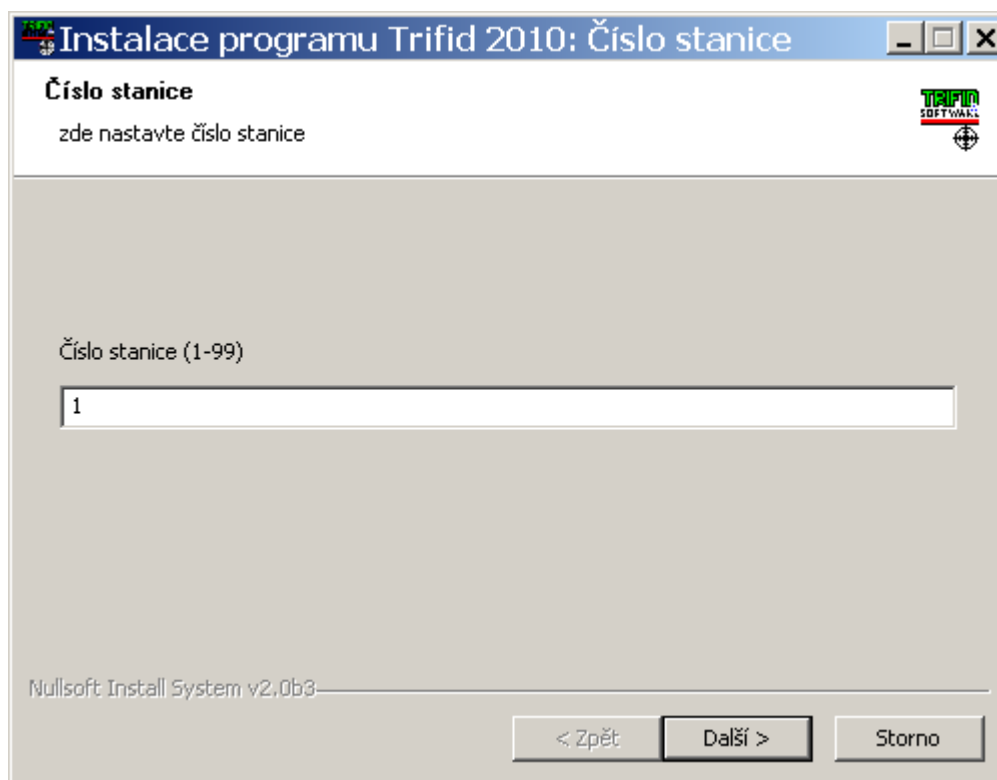 Instalace programu Trifid 2010: Číslo stanice
Číslo stanice
zde nastavte číslo stanice
TRIFID
SOFTWARE
Číslo stanice (1-99)
1
Nullsoft Install System v2.0b3
< Zpět
Další >
Storno